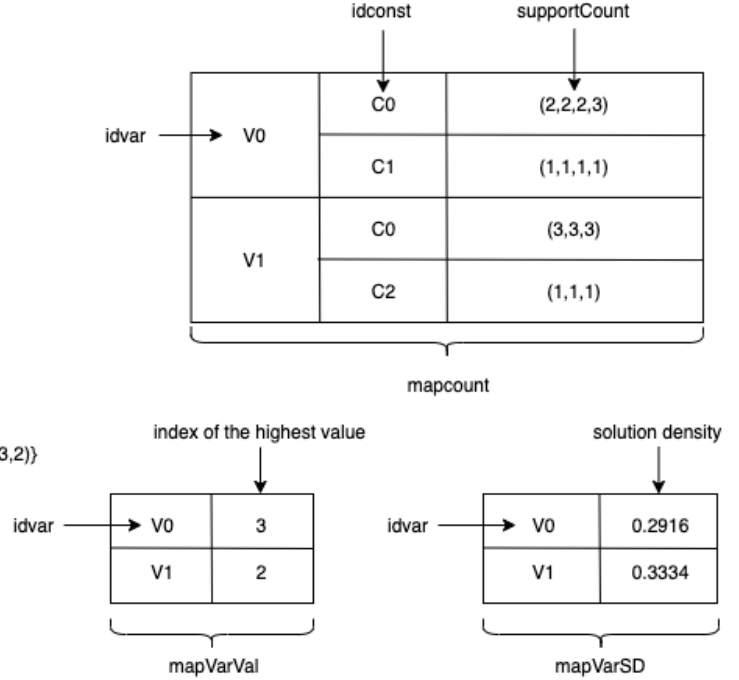 idconst supportCount
C0 (2,2,2,3)
idvar V0
C1 (1,1,1,1)
C0 (3,3,3)
V1
C2 (1,1,1)
mapcount
index of the highest value solution density
3,2)}
idvar V0 3 idvar V0 0.2916
V1 2 V1 0.3334
mapVarVal mapVarSD